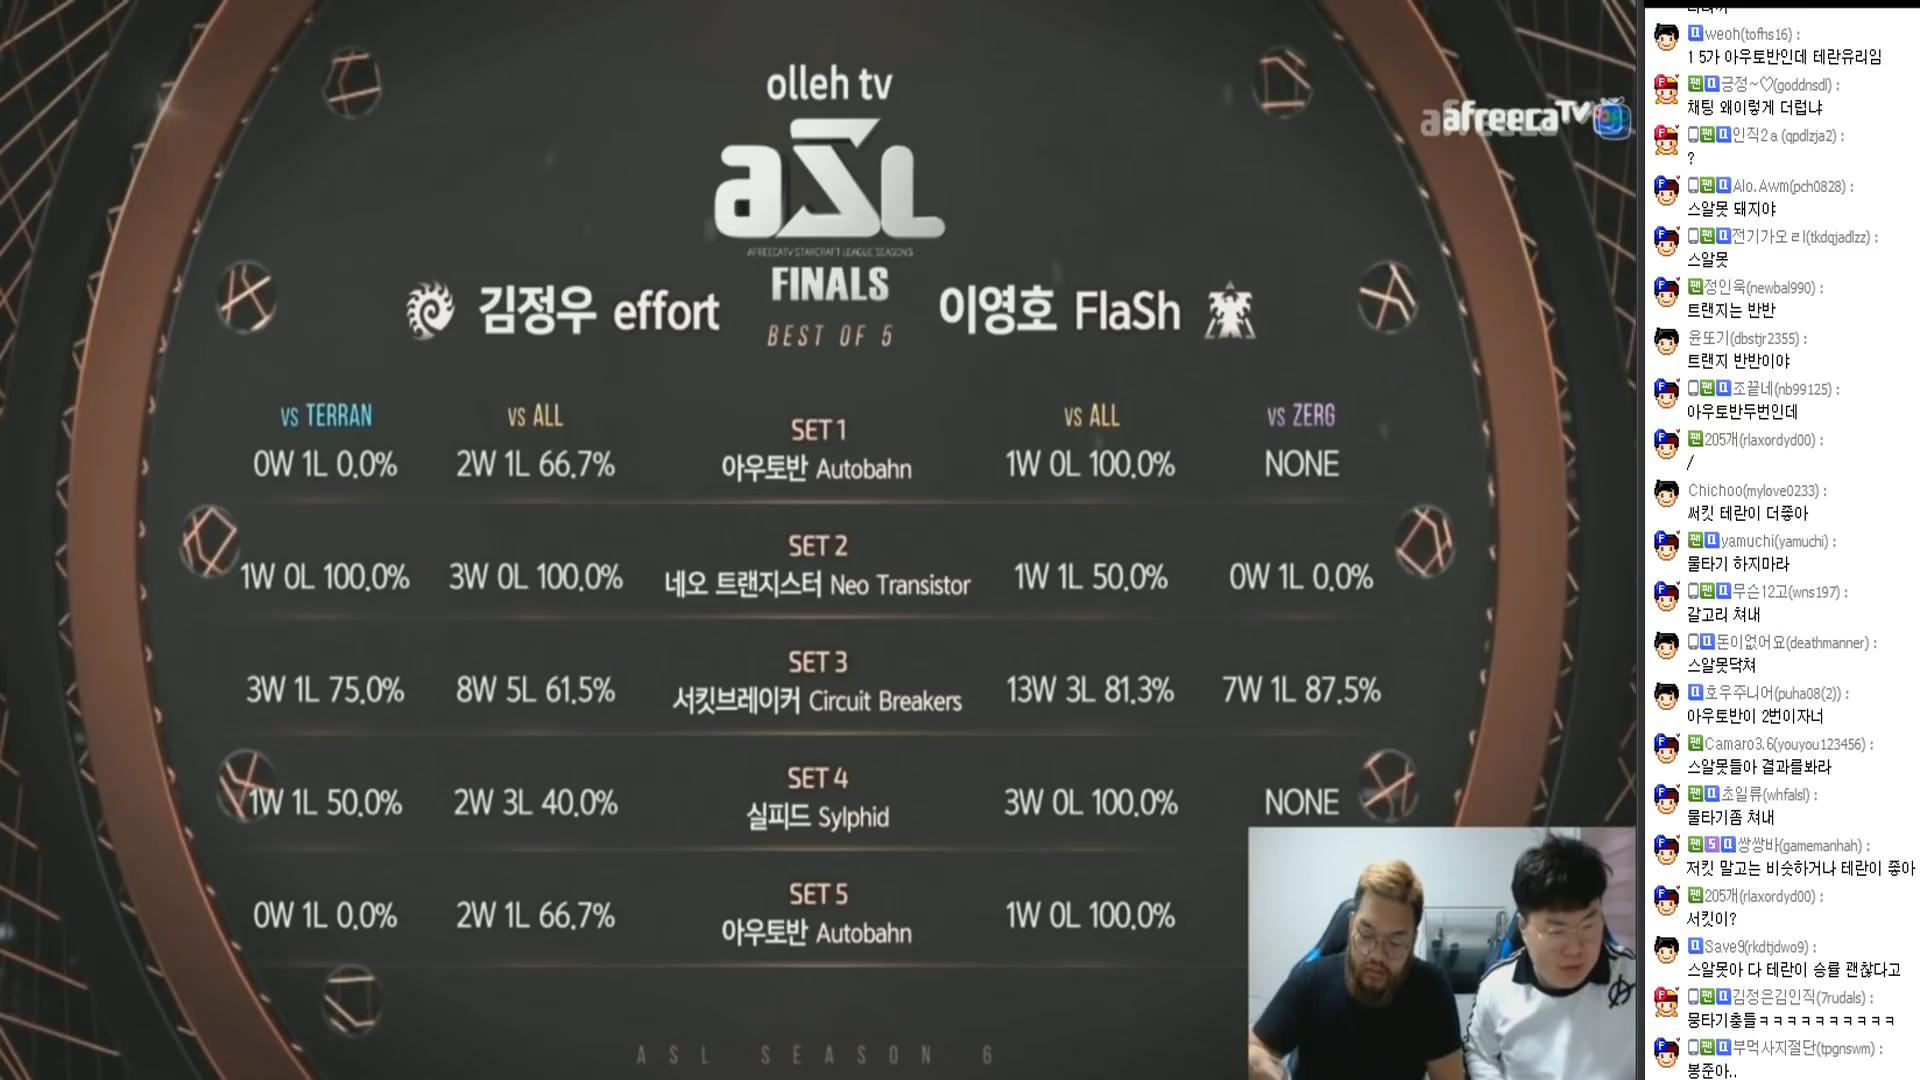 olleh tv
aSL
AFREECATV STARCRAFT LEAGUE SEASON 6
FINALS
BEST OF 5
김정우 effort
이영호 FlaSh
afreecaTV
vs TERRAN
vs ALL
vs ALL
vs ZERG
SET 1
0W 1L 0.0%
2W 1L 66.7%
아우토반 Autobahn
1W 0L 100.0%
NONE
SET 2
1W 0L 100.0%
3W 0L 100.0%
네오 트랜지스터 Neo Transistor
1W 1L 50.0%
0W 1L 0.0%
SET 3
3W 1L 75.0%
8W 5L 61.5%
서킷브레이커 Circuit Breakers
13W 3L 81.3%
7W 1L 87.5%
SET 4
1W 1L 50.0%
2W 3L 40.0%
실피드 Sylphid
3W 0L 100.0%
NONE
SET 5
0W 1L 0.0%
2W 1L 66.7%
아우토반 Autobahn
1W 0L 100.0%
ASL SEASON 6
weoh(tofhs16) :
1 5가 아우토반인데 테란유리임
팬 긍정~♡(goddnsdl) :
채팅 왜이렇게 더럽냐
팬 인직2a (qpdlzja2) :
?
팬 Alo.Awm(pch0828) :
스알못 돼지야
팬 전기가오ㄹl(tkdqjadlzz) :
스알못
팬 정인욱(newbal990) :
트랜지는 반반
윤또기(dbstjr2355) :
트랜지 반반이야
팬 조끝네(nb99125) :
아우토반두번인데
팬 205개(rlaxordyd00) :
/
Chichoo(mylove0233) :
써킷 테란이 더좋아
팬 yamuchi(yamuchi) :
물타기 하지마라
팬 무슨12고(wns197) :
갈고리 쳐내
돈이없어요(deathmanner) :
스알못닥쳐
호우주니어(puha08(2)) :
아우토반이 2번이자너
팬 Camaro3.6(youyou123456) :
스알못들아 결과를봐라
팬 초일류(whfalsl) :
물타기좀 쳐내
팬 S 쌍쌍바(gamemanhah) :
저킷 말고는 비슷하거나 테란이 좋아
팬 205개(rlaxordyd00) :
서킷이?
Save9(rkdtjdwo9) :
스알못아 다 테란이 승률 괜찮다고
팬 김정은김인직(7rudals) :
뭉타기충들ㅋㅋㅋㅋㅋㅋㅋㅋㅋㅋ
팬 부먹사지절단(tpgnswm) :
봉준아..